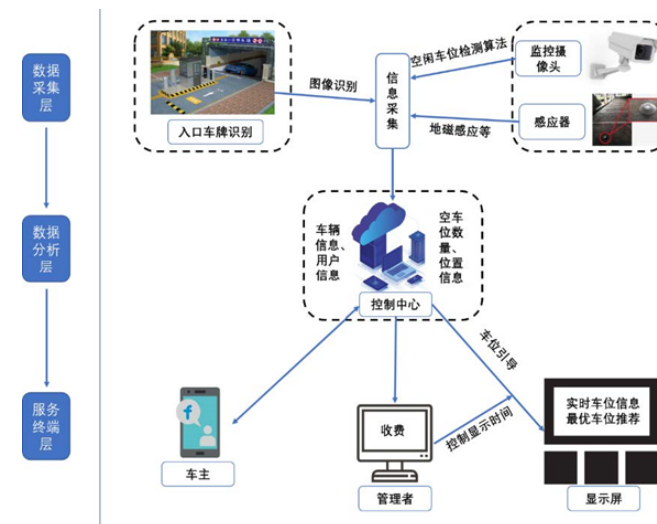 数据
采集
层
数据
分析
层
服务
终端
层
入口车牌识别
图像识别
信
息
采
集
空闲车位检测算法
监控摄
像头
地磁感应等
感应器
车辆
信息、
用户
信息
空车
位数
量、
位置
信息
控制中心
车位引导
控制显示时间
车主
收费
管理者
实时车位信息
最优车位推荐
显示屏